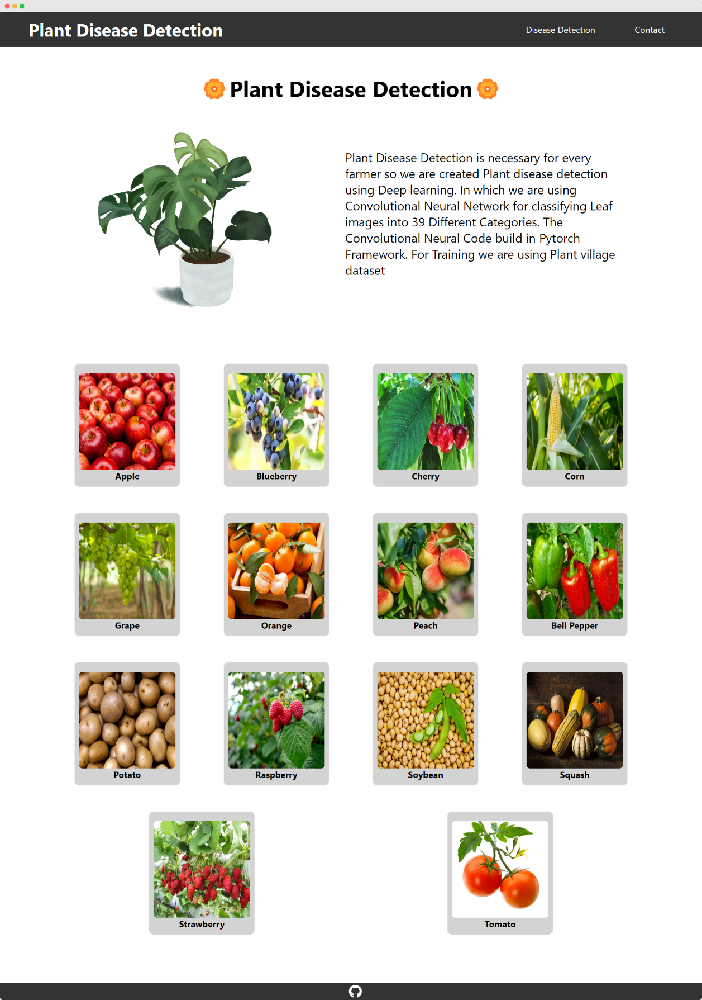 Plant Disease Detection
Disease Detection
Contact
Plant Disease Detection
Plant Disease Detection is necessary for every
farmer so we are created Plant disease detection
using Deep learning. In which we are using
Convolutional Neural Network for classifying Leaf
images into 39 Different Categories. The
Convolutional Neural Code build in Pytorch
Framework. For Training we are using Plant village
dataset
Apple
Blueberry
Cherry
Corn
Grape
Orange
Peach
Bell Pepper
Potato
Raspberry
Soybean
Squash
Strawberry
Tomato